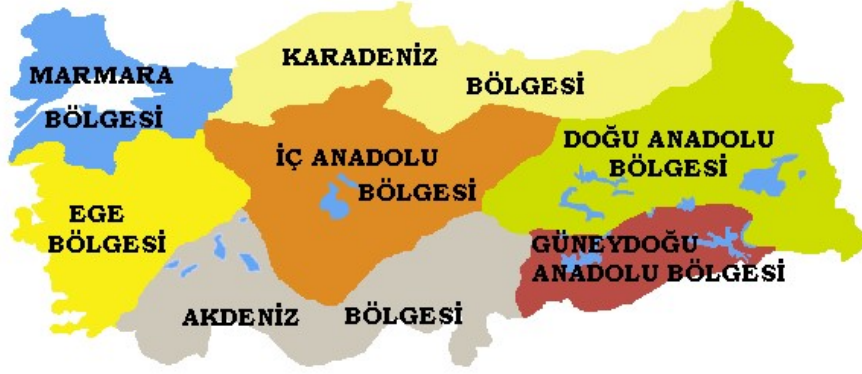 MARMARA
BÖLGESİ
KARADENİZ
BÖLGESİ
İÇ ANADOLU
BÖLGESİ
DOĞU ANADOLU
BÖLGESİ
EGE
BÖLGESİ
GÜNEYDOĞU
ANADOLU BÖLGESİ
AKDENİZ BÖLGESİ